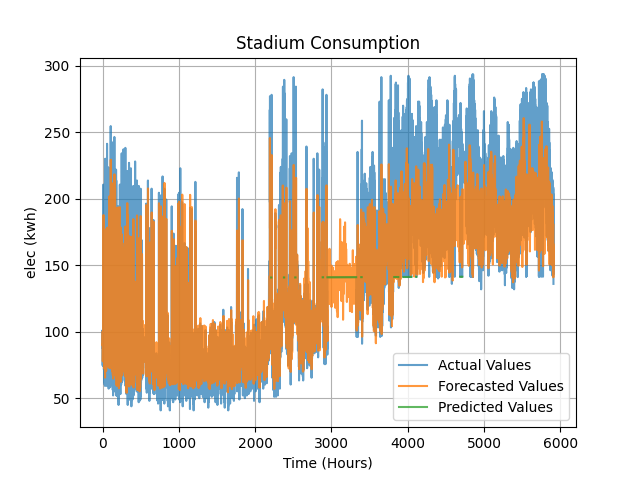 Stadium Consumption
elec (kwh)
300
250
200
150
100
50
0
1000
2000
3000
4000
5000
6000
Time (Hours)
Actual Values
Forecasted Values
Predicted Values